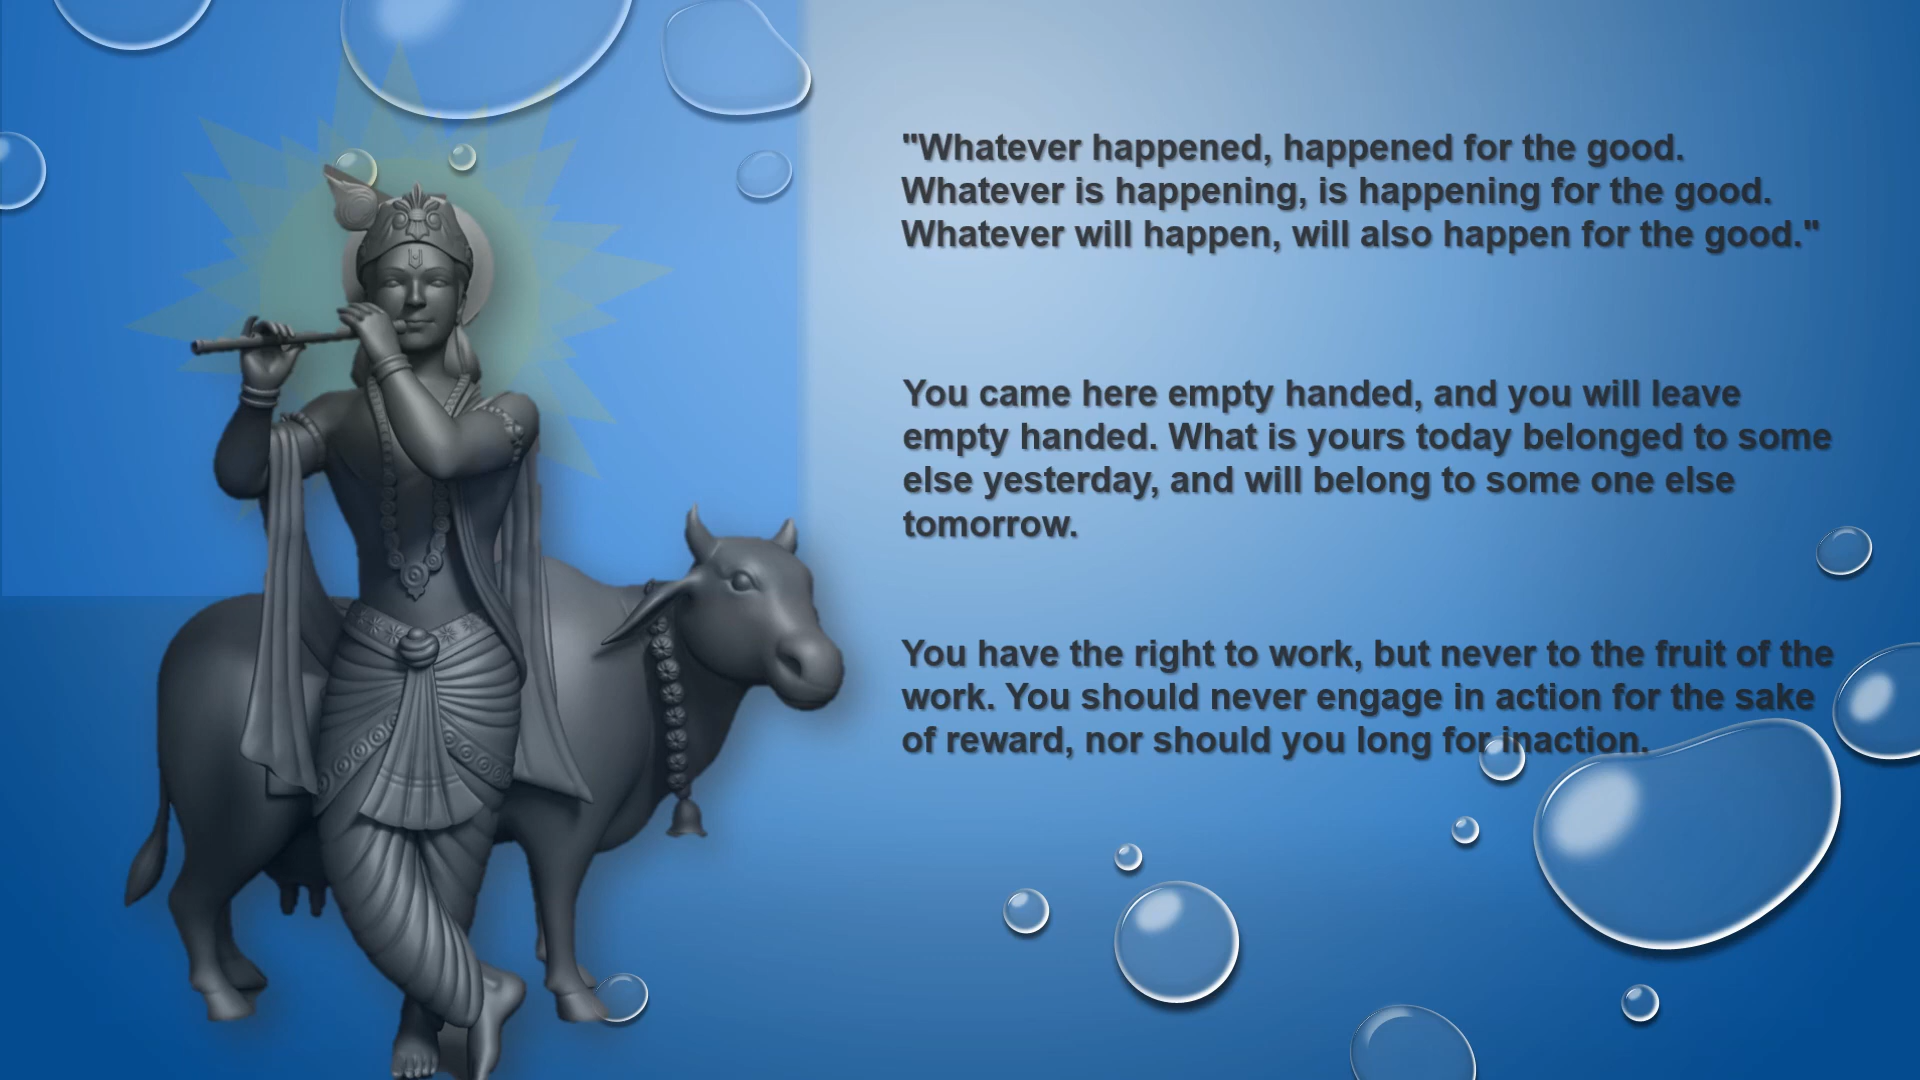 "Whatever happened, happened for the good.
Whatever is happening, is happening for the good.
Whatever will happen, will also happen for the good."
You came here empty handed, and you will leave
empty handed. What is yours today belonged to some
else yesterday, and will belong to some one else
tomorrow.
You have the right to work, but never to the fruit of the
work. You should never engage in action for the sake
of reward, nor should you long for inaction.